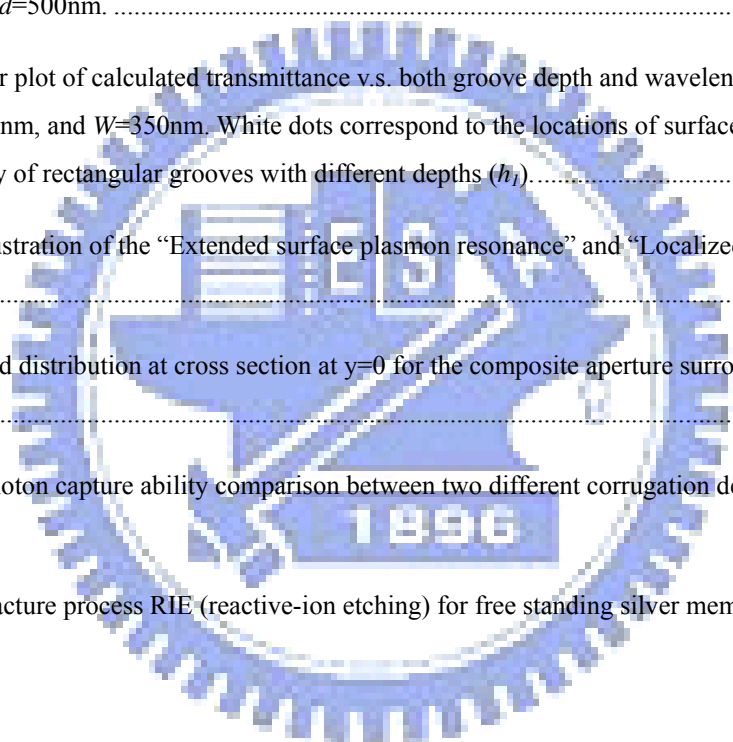 d=500nm. ........................................................................................................
r plot of calculated transmittance v.s. both groove depth and wavelen
nm, and W=350nm. White dots correspond to the locations of surface
y of rectangular grooves with different depths (h1). ................................
ustration of the “Extended surface plasmon resonance” and “Localized
........................................................................................................................
d distribution at cross section at y=0 for the composite aperture surro
........................................................................................................................
oton capture ability comparison between two different corrugation de
1896
acture process RIE (reactive-ion etching) for free standing silver mem